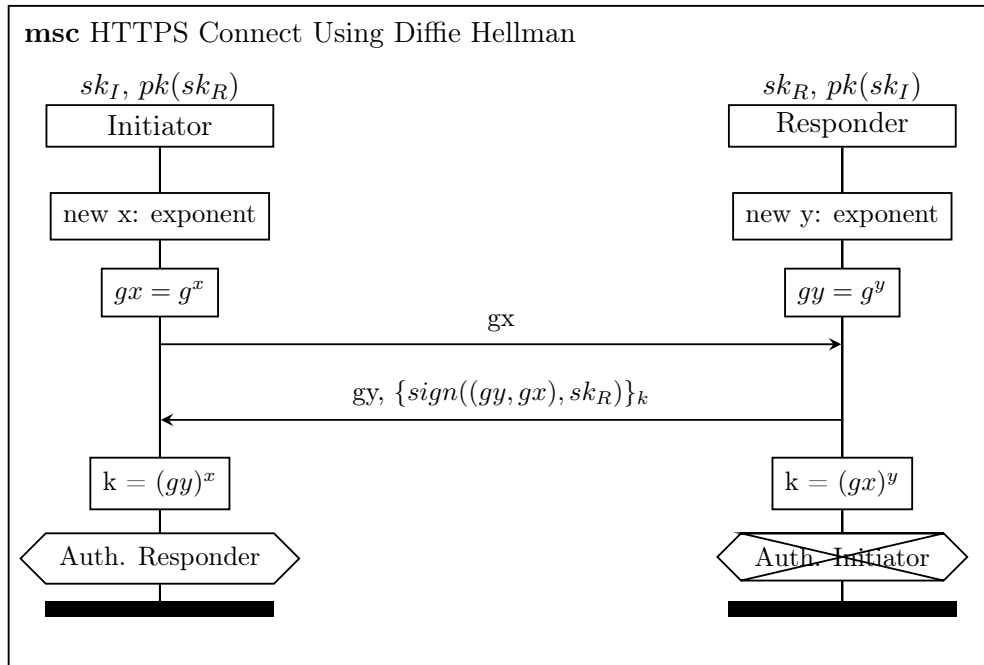 msc HTTPS Connect Using Diffie Hellman
sk_I, pk(sk_R)
sk_R, pk(sk_I)
Initiator
Responder
new x: exponent
new y: exponent
gx = g^x
gy = g^y
gx
gy, {sign((gy, gx), sk_R)}_k
k = (gy)^x
k = (gx)^y
Auth. Responder
Auth. Initiator